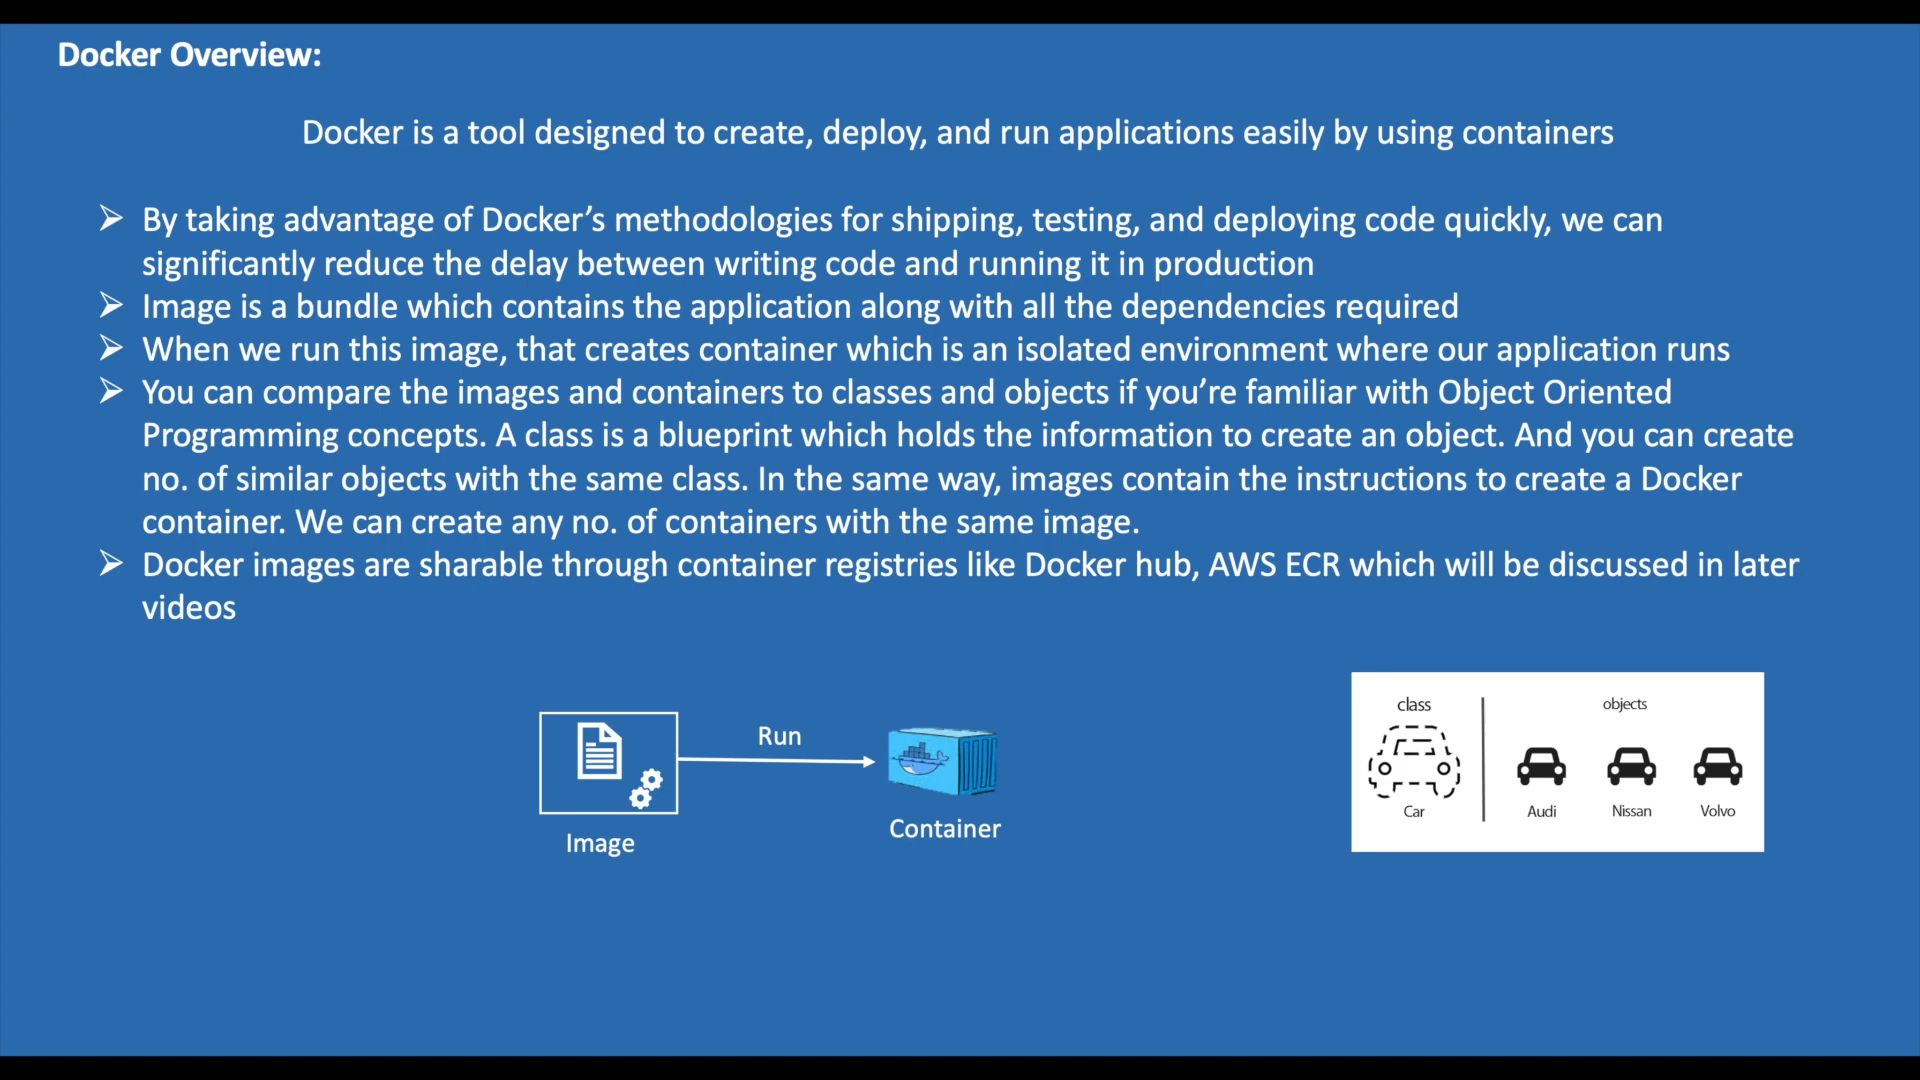 Docker Overview:
Docker is a tool designed to create, deploy, and run applications easily by using containers
➢ By taking advantage of Docker’s methodologies for shipping, testing, and deploying code quickly, we can
significantly reduce the delay between writing code and running it in production
➢ Image is a bundle which contains the application along with all the dependencies required
➢ When we run this image, that creates container which is an isolated environment where our application runs
➢ You can compare the images and containers to classes and objects if you’re familiar with Object Oriented
Programming concepts. A class is a blueprint which holds the information to create an object. And you can create
no. of similar objects with the same class. In the same way, images contain the instructions to create a Docker
container. We can create any no. of containers with the same image.
➢ Docker images are sharable through container registries like Docker hub, AWS ECR which will be discussed in later
videos
Run
Image
Container
class
objects
Car
Audi
Nissan
Volvo